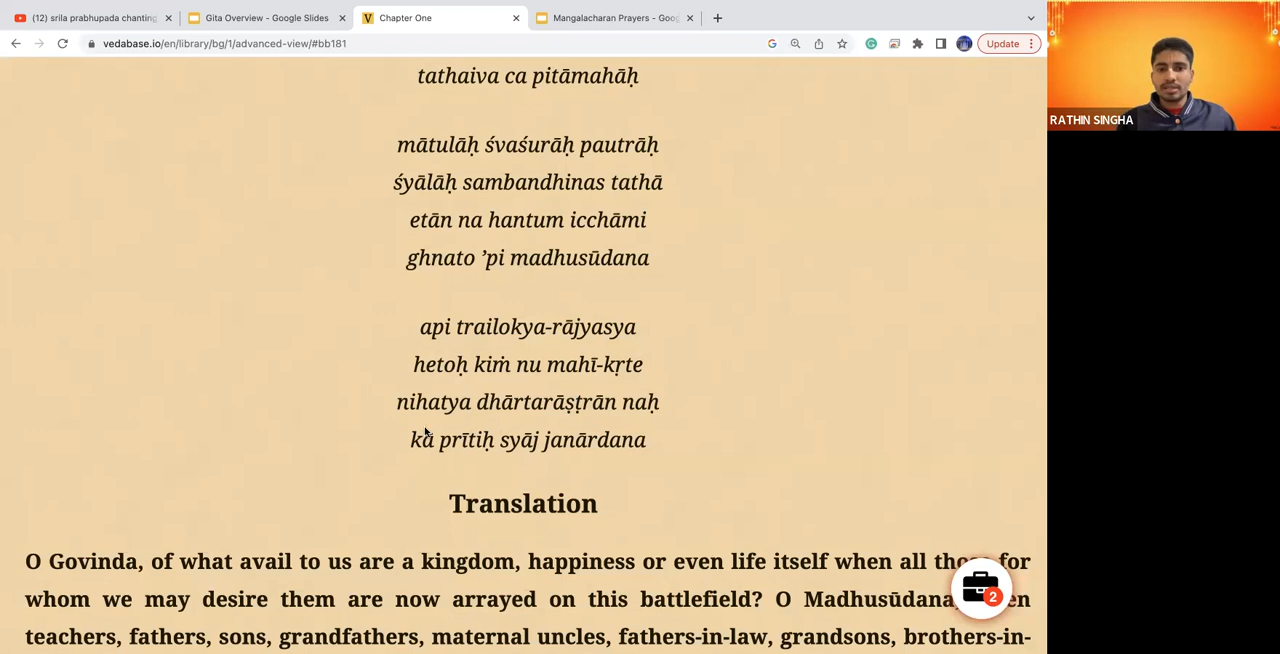 (12) srila prabhupada chanting
Gita Overview - Google Slides
Chapter One
Mangalacharan Prayers - Goo
vedabase.io/en/library/bg/1/advanced-view/#bb181
Update
RATHIN SINGHA
tathaiva ca pitāmahāḥ
mātulāḥ śvaśurāḥ pautrāḥ
śyālāḥ sambandhinas tathā
etān na hantum icchāmi
ghnato ’pi madhusūdana
api trailokya-rājyasya
hetoḥ kiṁ nu mahī-kṛte
nihatya dhārtarāṣṭrān naḥ
kā prītiḥ syāj janārdana
Translation
O Govinda, of what avail to us are a kingdom, happiness or even life itself when all for
whom we may desire them are now arrayed on this battlefield? O Madhusūdana,
teachers, fathers, sons, grandfathers, maternal uncles, fathers-in-law, grandsons, brothers-in-
2